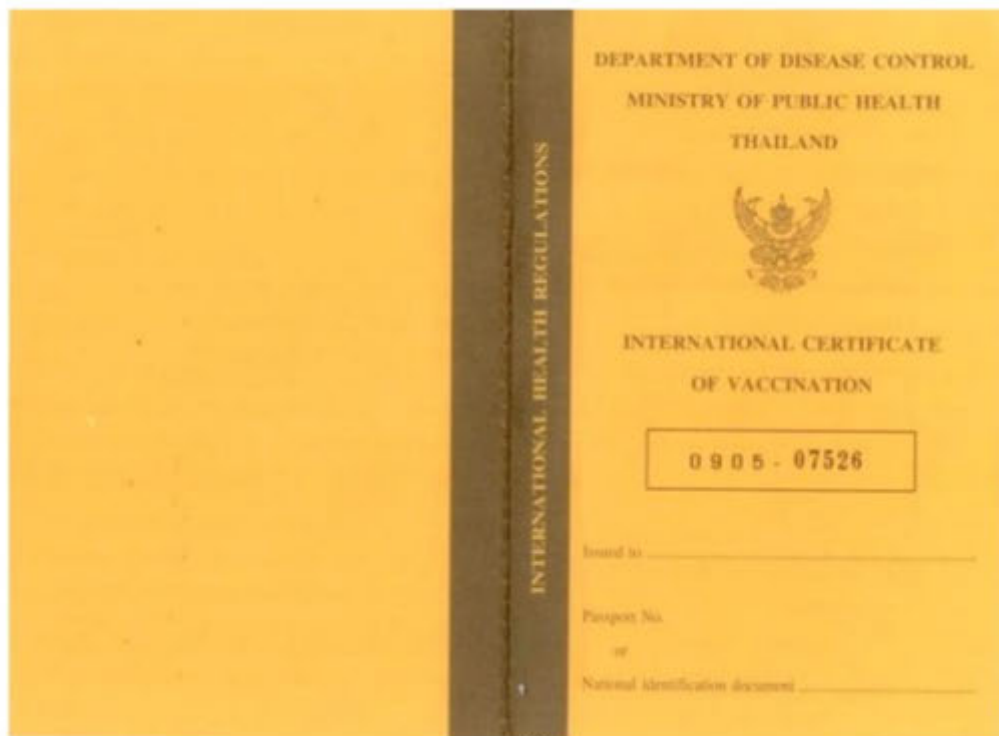 INTERNATIONAL HEALTH REGULATIONS
DEPARTMENT OF DISEASE CONTROL
MINISTRY OF PUBLIC HEALTH
THAILAND
INTERNATIONAL CERTIFICATE
OF VACCINATION
0905- 07526
Issued to
Passport No.
or
National identification document